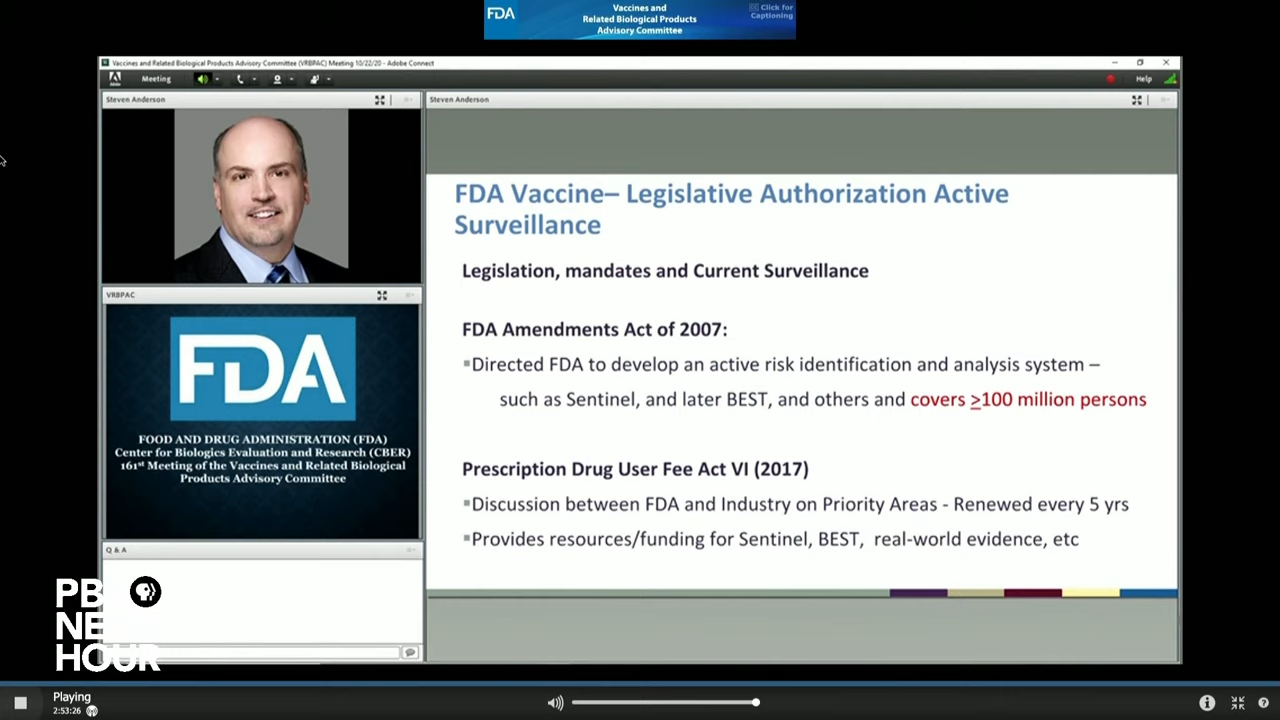 FDA
Vaccines and
Related Biological Products
Advisory Committee
CC Click for
Captioning
Vaccines and Related Biological Products Advisory Committee (VRBPAC) Meeting 10/22/20 - Adobe Connect
Meeting
Help
Steven Anderson
Steven Anderson
FDA Vaccine– Legislative Authorization Active
Surveillance
Legislation, mandates and Current Surveillance
FDA Amendments Act of 2007:
▪Directed FDA to develop an active risk identification and analysis system –
such as Sentinel, and later BEST, and others and covers >100 million persons
Prescription Drug User Fee Act VI (2017)
▪Discussion between FDA and Industry on Priority Areas - Renewed every 5 yrs
▪Provides resources/funding for Sentinel, BEST, real-world evidence, etc
VRBPAC
FDA
FOOD AND DRUG ADMINISTRATION (FDA)
Center for Biologics Evaluation and Research (CBER)
161st Meeting of the Vaccines and Related Biological
Products Advisory Committee
Q & A
PBS
NEWS
HOUR
Playing
2:53:26